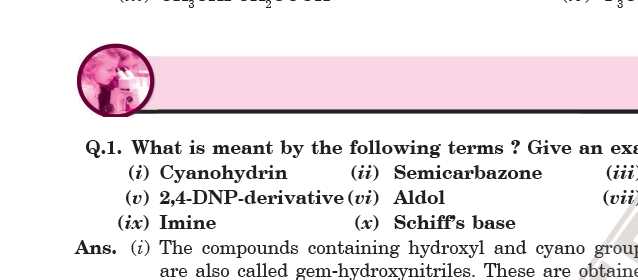 Q.1. What is meant by the following terms ? Give an exa
(i) Cyanohydrin (ii) Semicarbazone (iii)
(v) 2,4-DNP-derivative (vi) Aldol (vii)
(ix) Imine (x) Schiff's base
Ans. (i) The compounds containing hydroxyl and cyano group
are also called gem-hydroxynitriles. These are obtain